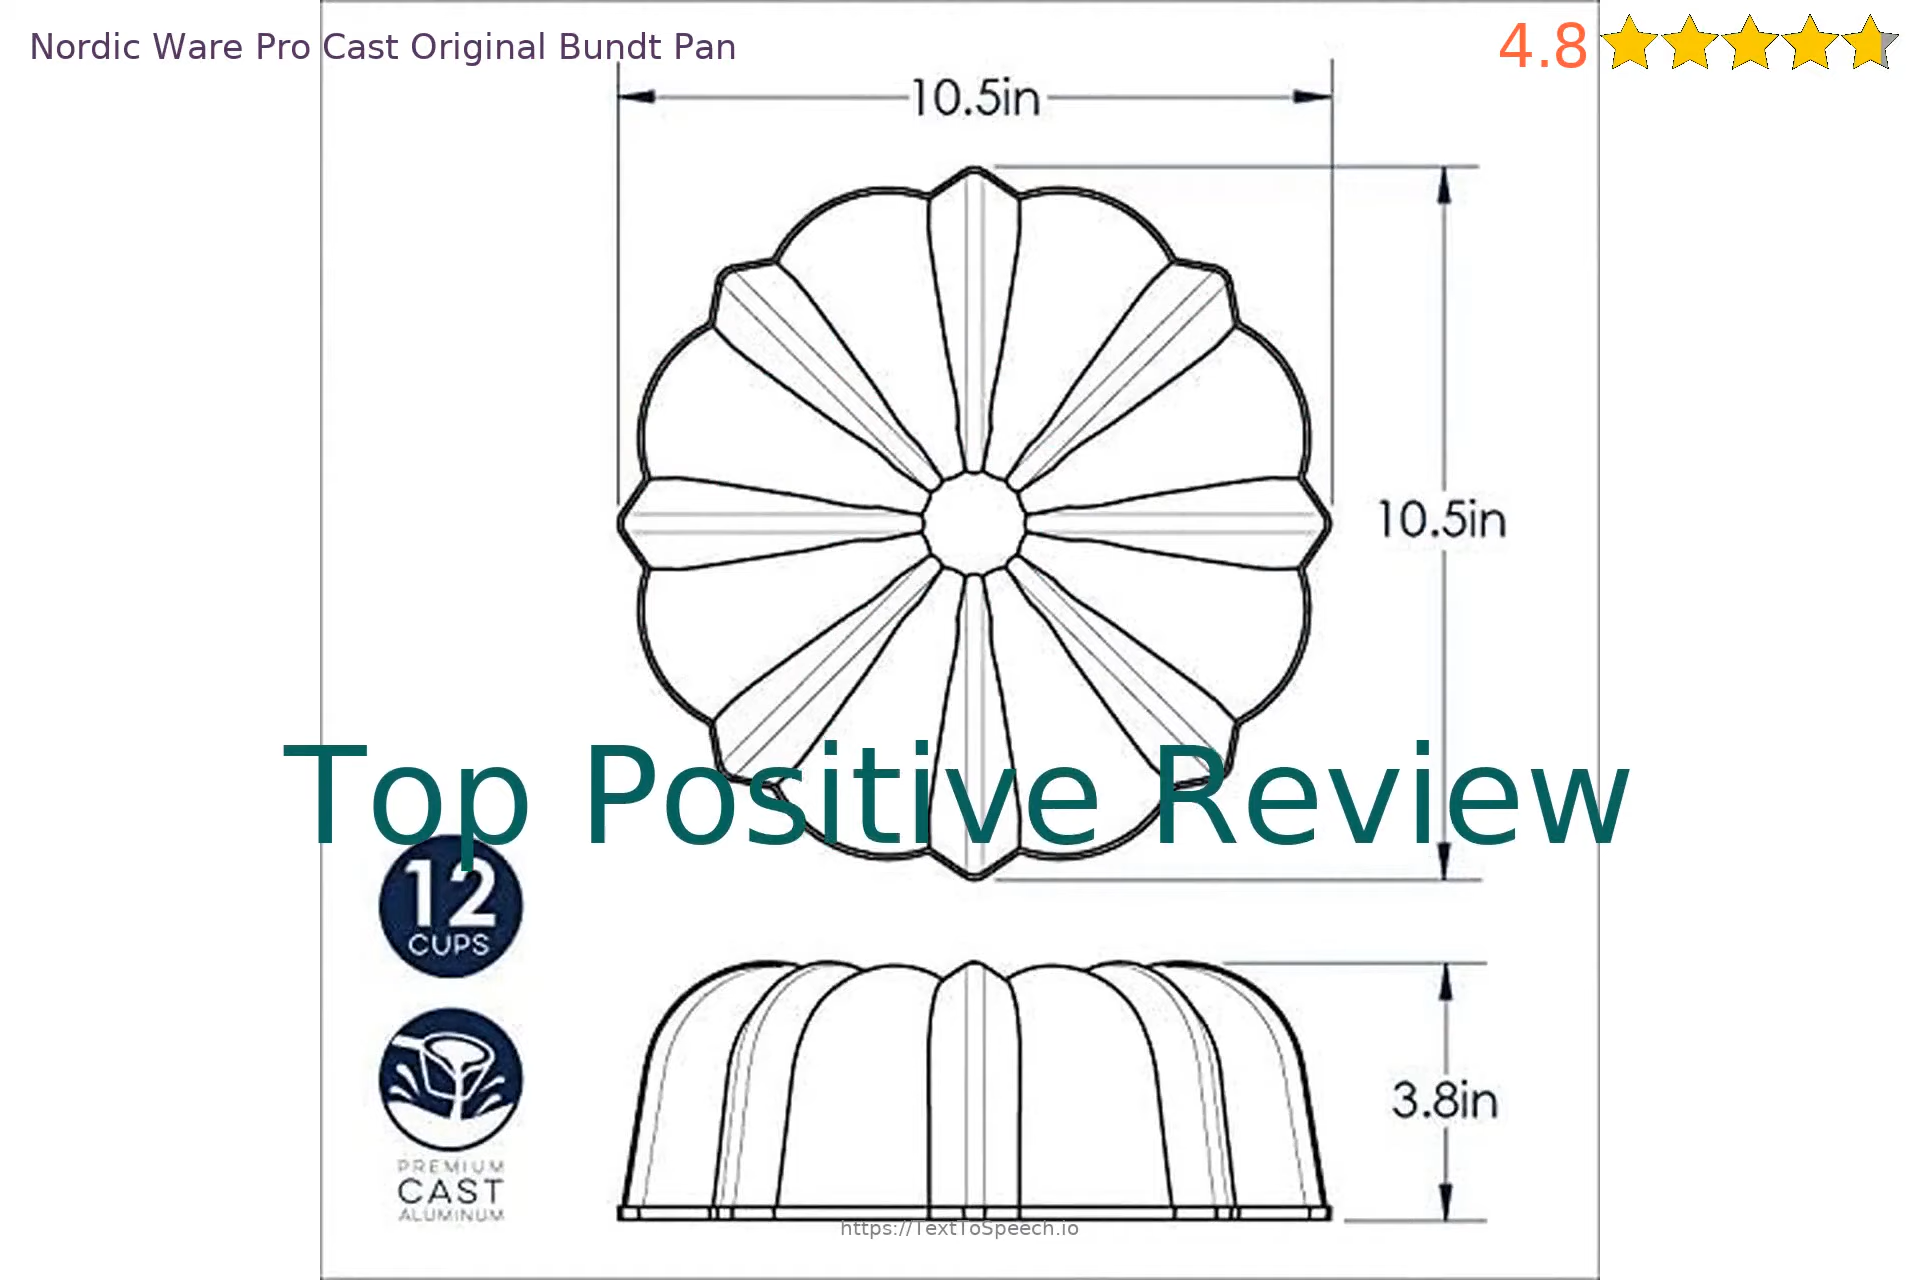 Nordic Ware Pro Cast Original Bundt Pan
4.8
10.5in
10.5in
Top Positive Review
12
CUPS
3.8in
PREMIUM
CAST
ALUMINUM
https://TextToSpeech.io